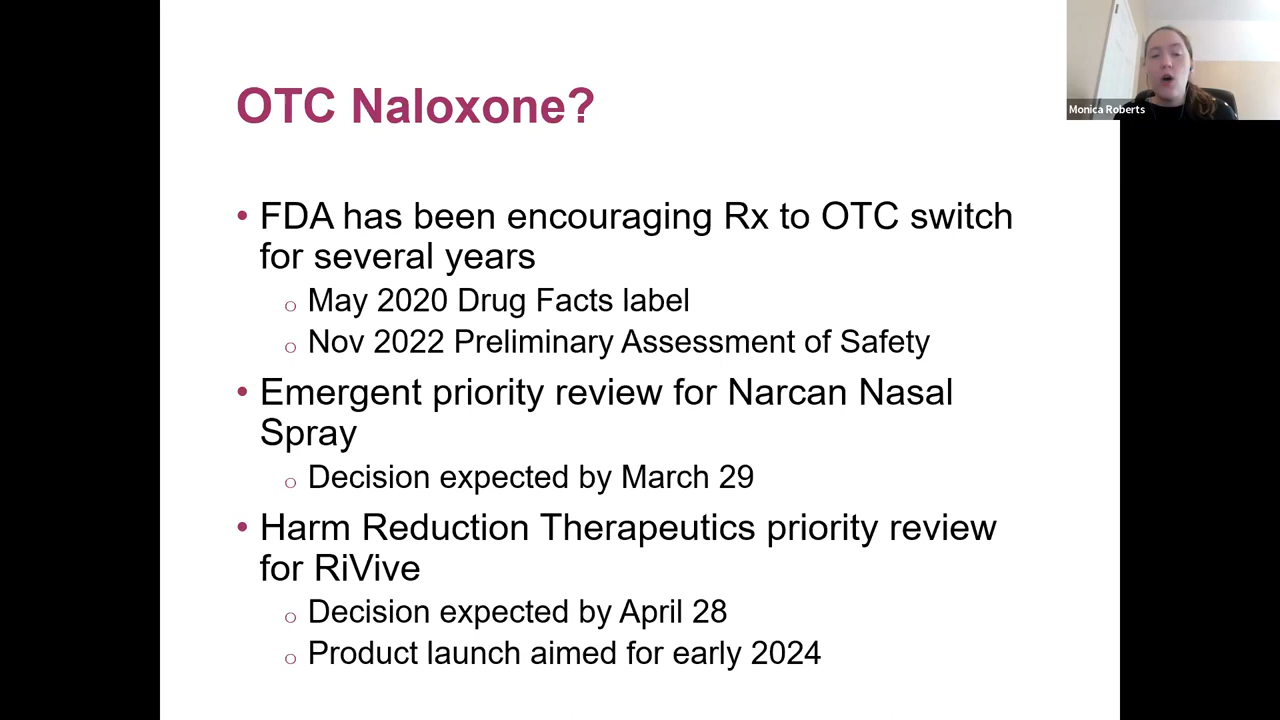 OTC Naloxone?
Monica Roberts
• FDA has been encouraging Rx to OTC switch
for several years
o May 2020 Drug Facts label
o Nov 2022 Preliminary Assessment of Safety
• Emergent priority review for Narcan Nasal
Spray
o Decision expected by March 29
• Harm Reduction Therapeutics priority review
for RiVive
o Decision expected by April 28
o Product launch aimed for early 2024